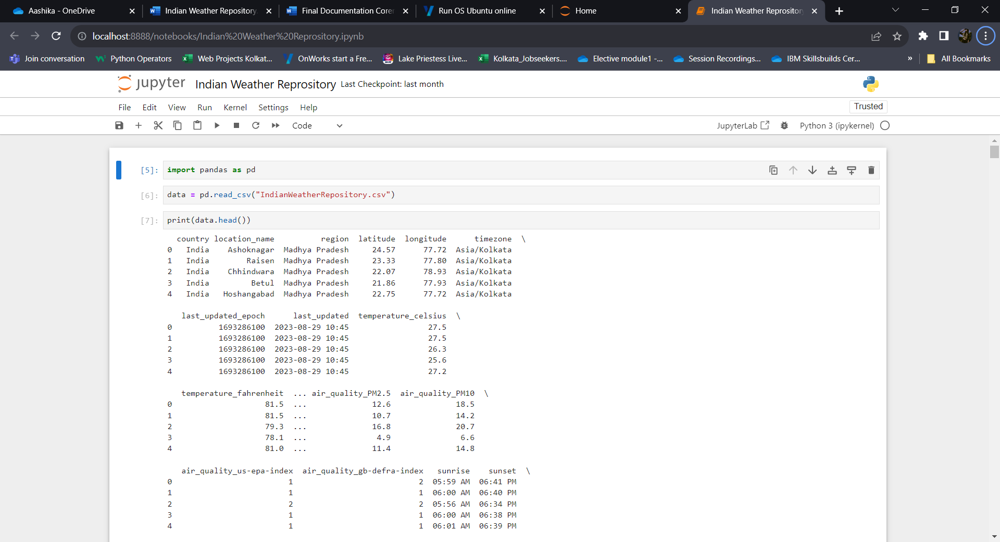 Aashika - OneDrive
Indian Weather Repository.
Final Documentation Corer
Run OS Ubuntu online
Home
Indian Weather Reprositor
localhost:8888/notebooks/Indian%20Weather%20Reprository.ipynb
Join conversation
Python Operators
Web Projects Kolkat...
OnWorks start a Fre...
Lake Priestess Live...
Kolkata_Jobseekers....
Elective module1 -...
Session Recordings...
IBM Skillsbuilds Cer...
»
All Bookmarks
jupyter Indian Weather Reprository Last Checkpoint: last month
File Edit View Run Kernel Settings Help
Trusted
Code
JupyterLab
Python 3 (ipykernel)
[5]: import pandas as pd
[6]: data = pd.read_csv("IndianWeatherRepository.csv")
[7]: print(data.head())
country location_name region latitude longitude timezone \
0 India Ashoknagar Madhya Pradesh 24.57 77.72 Asia/Kolkata
1 India Raisen Madhya Pradesh 23.33 77.80 Asia/Kolkata
2 India Chhindwara Madhya Pradesh 22.07 78.93 Asia/Kolkata
3 India Betul Madhya Pradesh 21.86 77.93 Asia/Kolkata
4 India Hoshangabad Madhya Pradesh 22.75 77.72 Asia/Kolkata
last_updated_epoch last_updated temperature_celsius \
0 1693286100 2023-08-29 10:45 27.5
1 1693286100 2023-08-29 10:45 27.5
2 1693286100 2023-08-29 10:45 26.3
3 1693286100 2023-08-29 10:45 25.6
4 1693286100 2023-08-29 10:45 27.2
temperature_fahrenheit ... air_quality_PM2.5 air_quality_PM10 \
0 81.5 ... 12.6 18.5
1 81.5 ... 10.7 14.2
2 79.3 ... 16.8 20.7
3 78.1 ... 4.9 6.6
4 81.0 ... 11.4 14.8
air_quality_us-epa-index air_quality_gb-defra-index sunrise sunset \
0 1 2 05:59 AM 06:41 PM
1 1 1 06:00 AM 06:40 PM
2 2 2 05:56 AM 06:34 PM
3 1 1 06:00 AM 06:38 PM
4 1 1 06:01 AM 06:39 PM